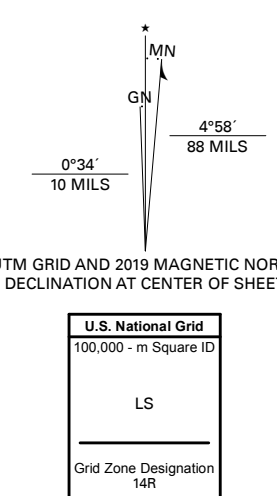 ★
MN
GN
4°58´
88 MILS
0°34´
10 MILS
UTM GRID AND 2019 MAGNETIC NOR
DECLINATION AT CENTER OF SHEET
U.S. National Grid
100,000 - m Square ID
LS
Grid Zone Designation
14R